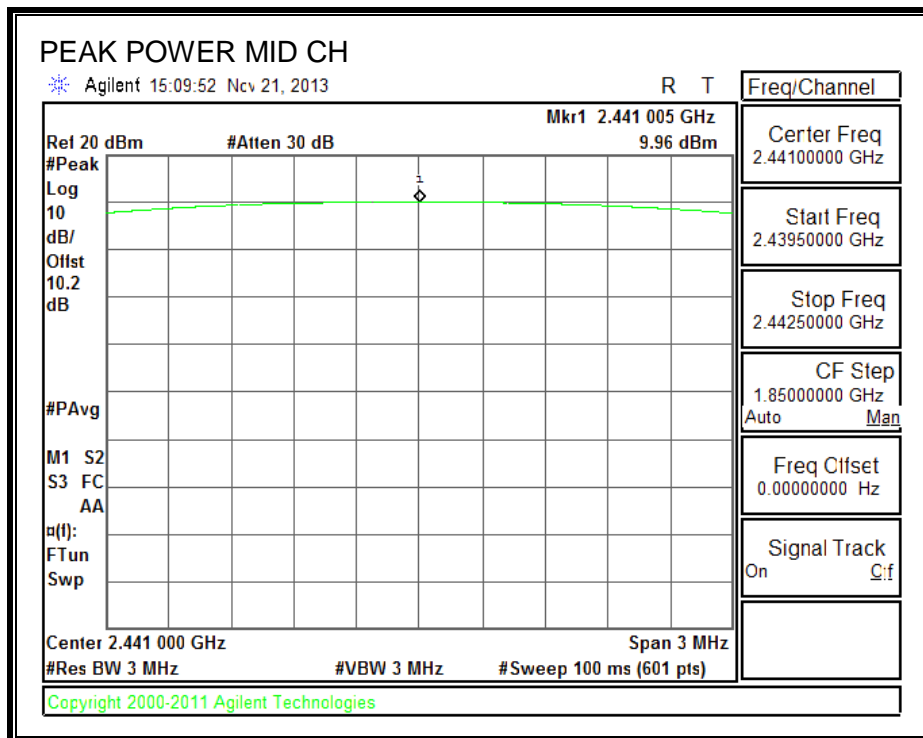 PEAK POWER MID CH
Agilent 15:09:52 Nov 21, 2013 R T
Mkr1 2.441 005 GHz
Ref 20 dBm #Atten 30 dB 9.96 dBm
#Peak
Log
10
dB/
Offst
10.2
dB
1
#PAvg
M1 S2
S3 FC
AA
¤(f):
FTun
Swp
Center 2.441 000 GHz Span 3 MHz
#Res BW 3 MHz #VBW 3 MHz #Sweep 100 ms (601 pts)
Copyright 2000-2011 Agilent Technologies
Freq/Channel
Center Freq
2.44100000 GHz
Start Freq
2.43950000 GHz
Stop Freq
2.44250000 GHz
CF Step
1.85000000 GHz
Auto Man
Freq Offset
0.00000000 Hz
Signal Track
On Off